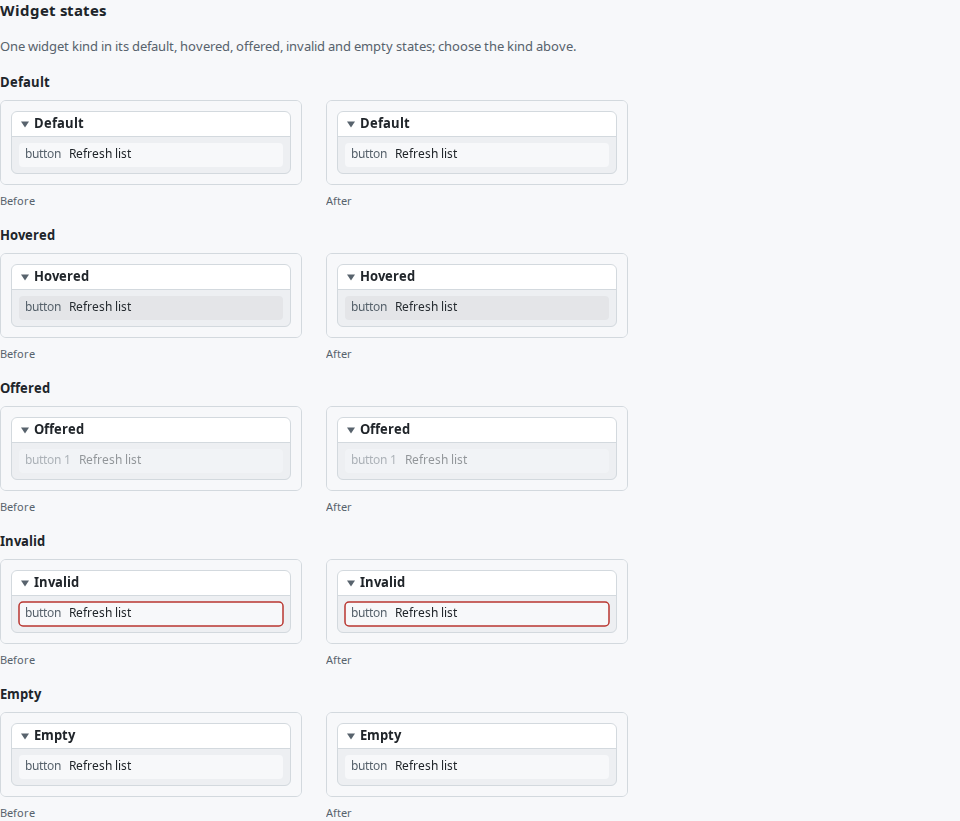 Widget states
One widget kind in its default, hovered, offered, invalid and empty states; choose the kind above.
Default
Default
button Refresh list
Before
Default
button Refresh list
After
Hovered
Hovered
button Refresh list
Before
Hovered
button Refresh list
After
Offered
Offered
button 1 Refresh list
Before
Offered
button 1 Refresh list
After
Invalid
Invalid
button Refresh list
Before
Invalid
button Refresh list
After
Empty
Empty
button Refresh list
Before
Empty
button Refresh list
After